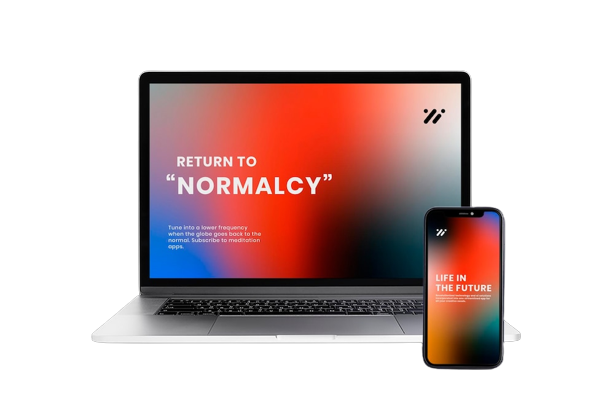 RETURN TO
“NORMALCY”
Tune into a lower frequency
when the globe goes back to the
normal. Subscribe to meditation
apps.
LIFE IN
THE FUTURE